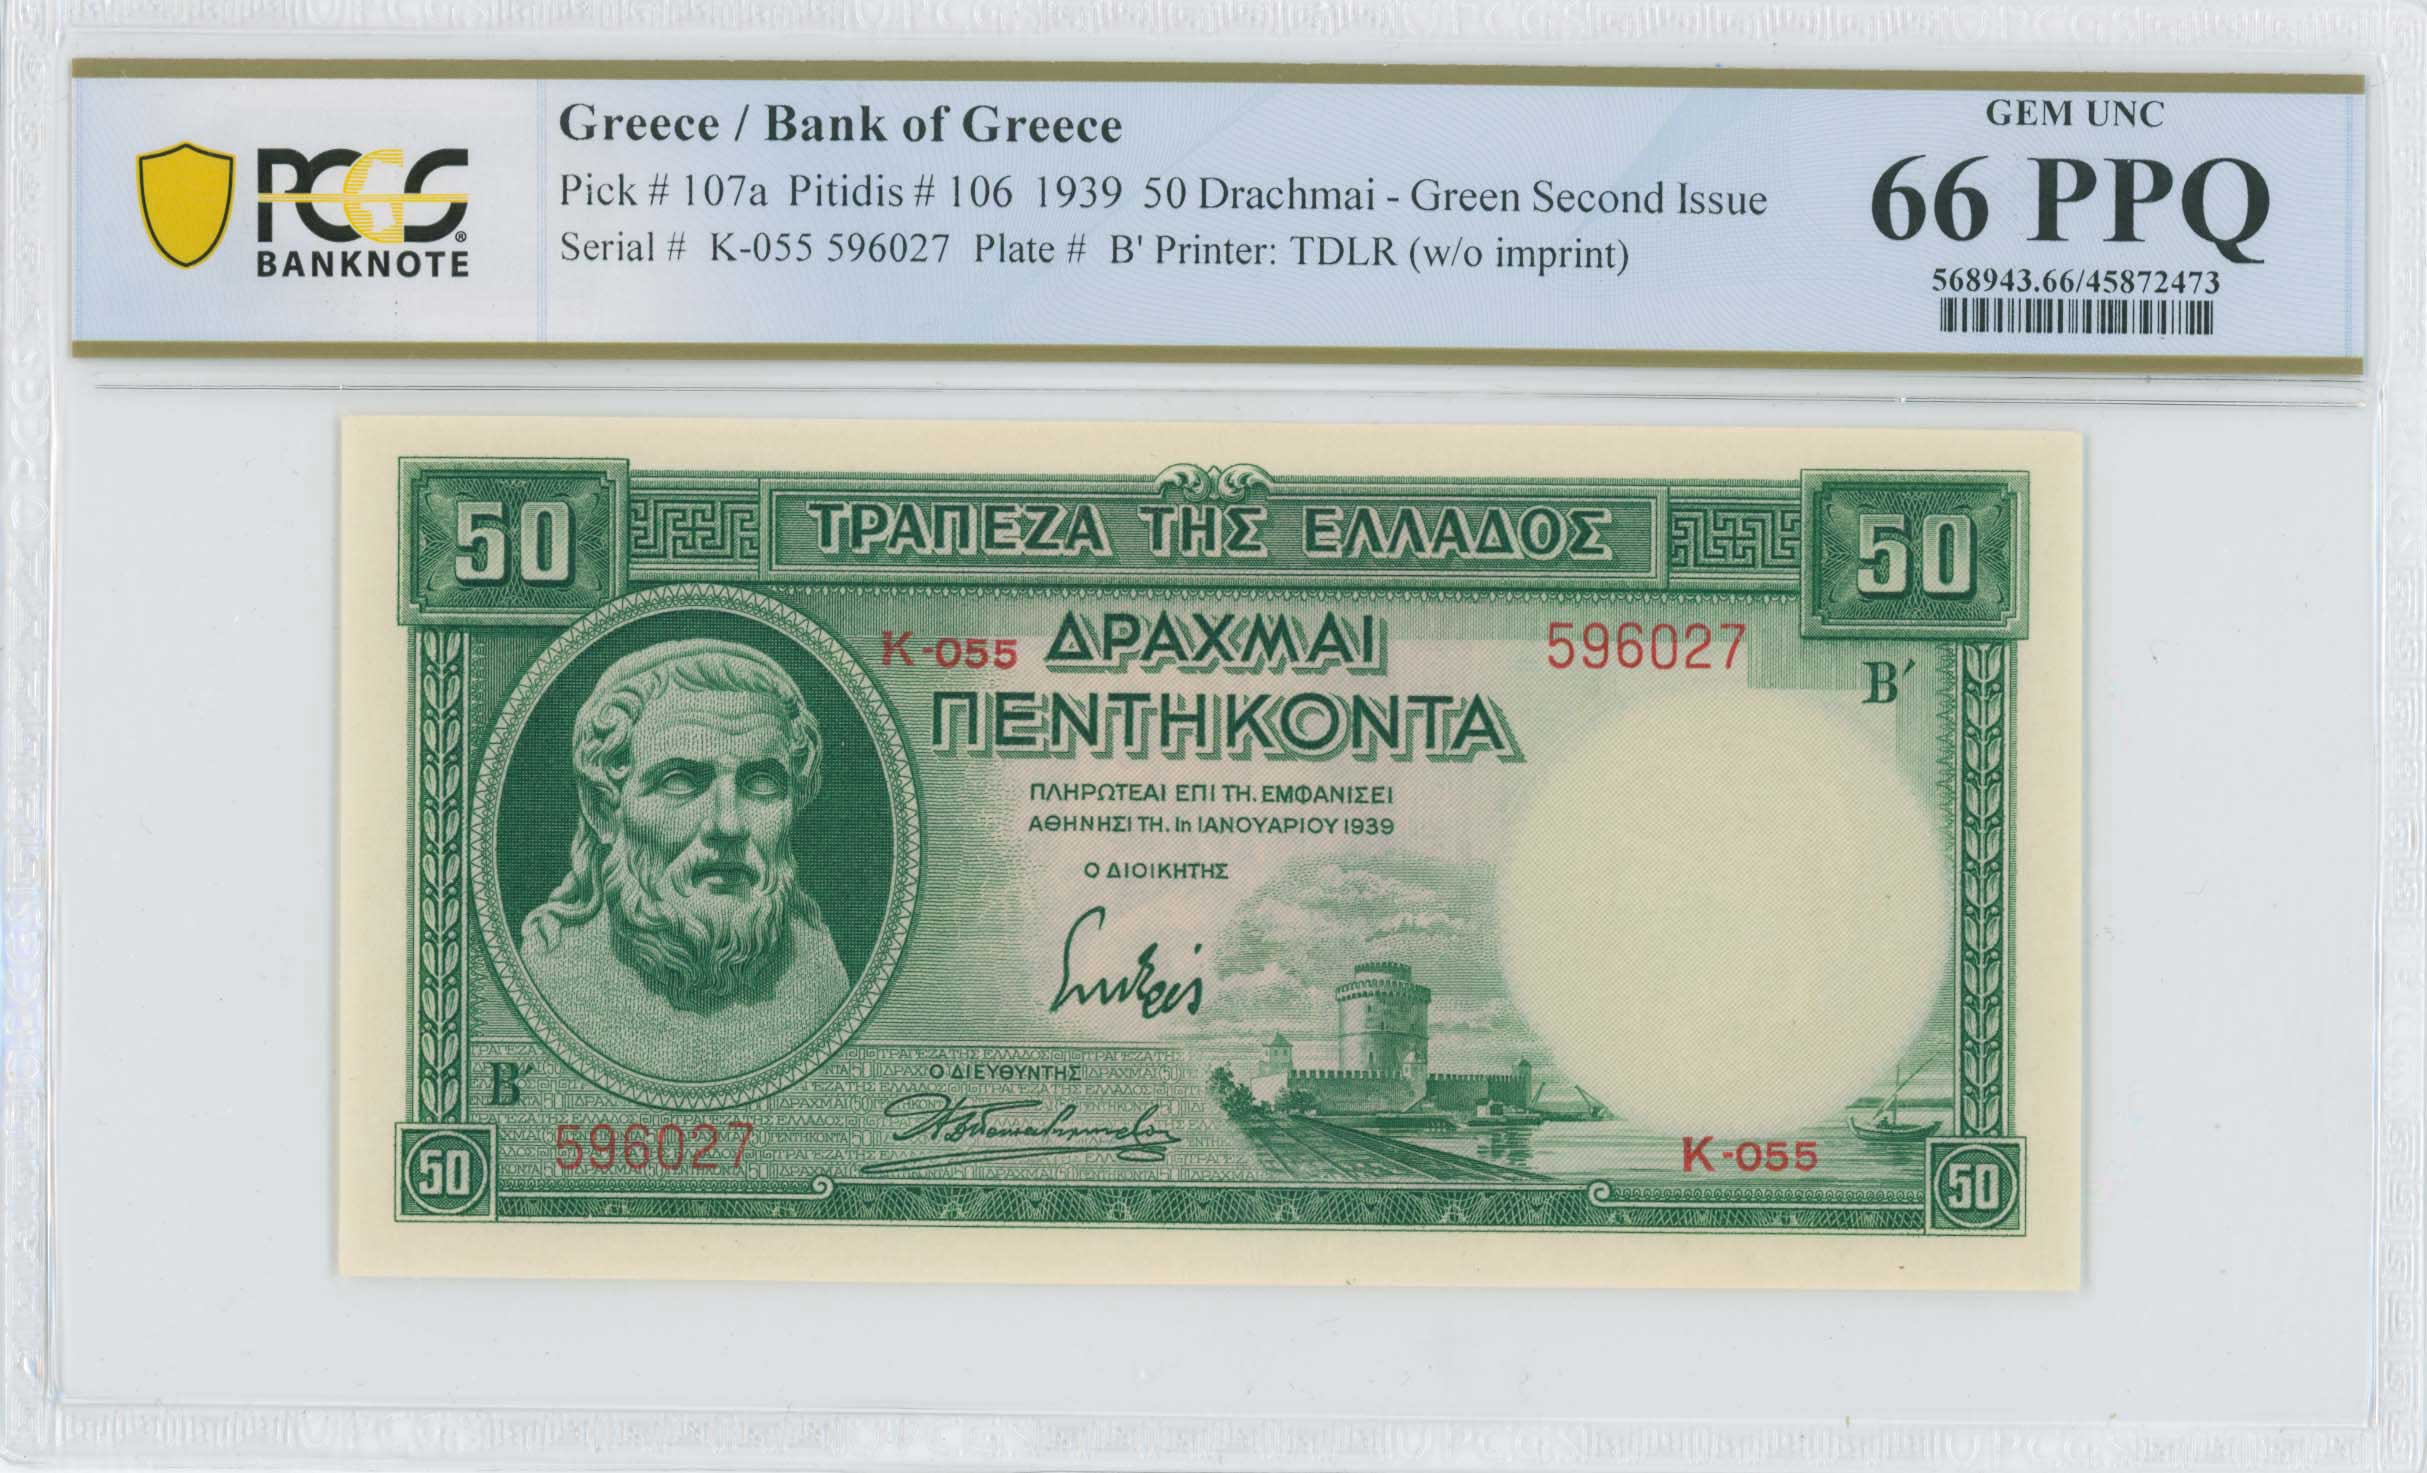 PCGS
BANKNOTE
Greece / Bank of Greece
Pick # 107a Pitidis # 106 1939 50 Drachmai - Green Second Issue
Serial # K-055 596027 Plate # B' Printer: TDLR (w/o imprint)
GEM UNC
66 PPQ
568943.66/45872473
50
ΤΡΑΠΕΖΑ ΤΗΣ ΕΛΛΑΔΟΣ
50
K-055
ΔΡΑΧΜΑΙ
596027
ΠΕΝΤΗΚΟΝΤΑ
Β΄
ΠΛΗΡΩΤΕΑΙ ΕΠΙ ΤΗ. ΕΜΦΑΝΙΣΕΙ
ΑΘΗΝΗΣΙ ΤΗ. 1η ΙΑΝΟΥΑΡΙΟΥ 1939
Ο ΔΙΟΙΚΗΤΗΣ
Ο ΔΙΕΥΘΥΝΤΗΣ
Β΄
596027
K-055
50
50